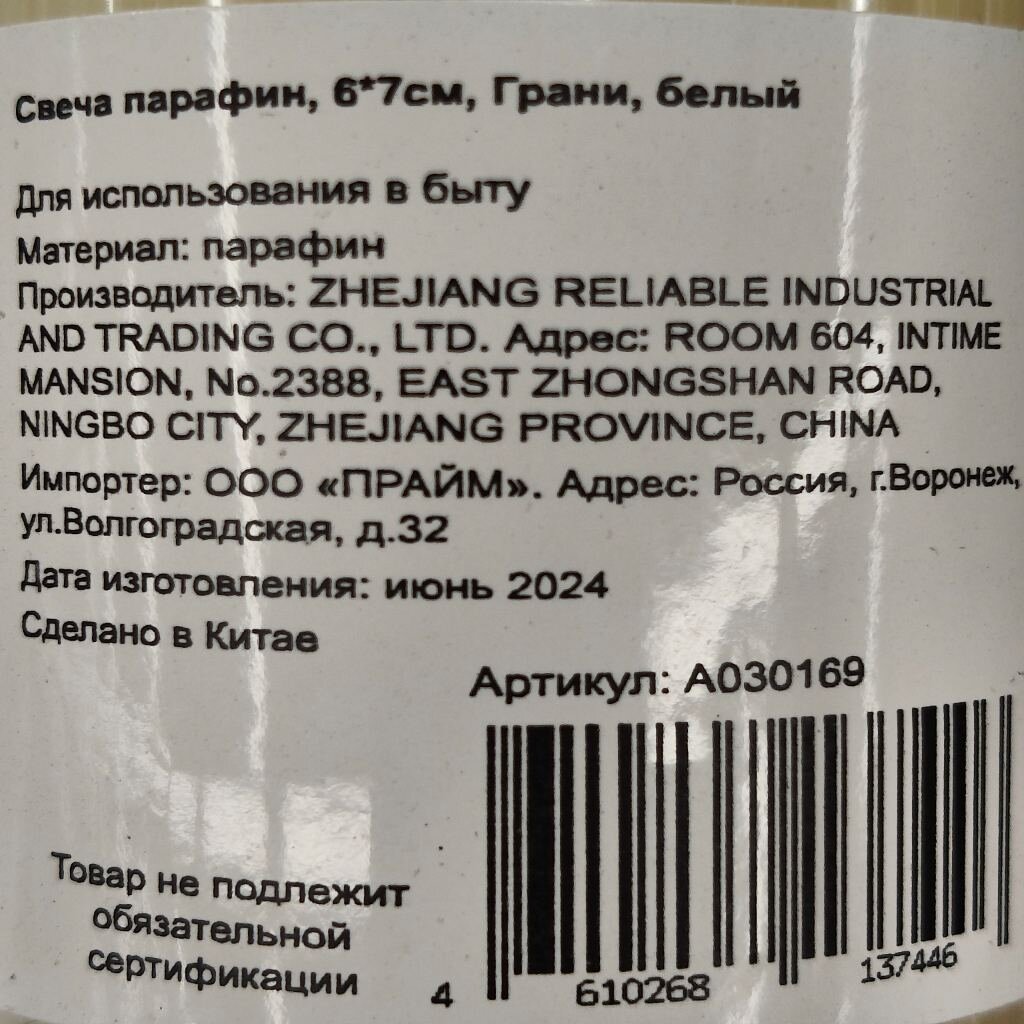 Свеча парафин, 6*7см, Грани, белый
Для использования в быту
Материал: парафин
Производитель: ZHEJIANG RELIABLE INDUSTRIAL
AND TRADING CO., LTD. Адрес: ROOM 604, INTIME
MANSION, No.2388, EAST ZHONGSHAN ROAD,
NINGBO CITY, ZHEJIANG PROVINCE, CHINA
Импортер: ООО «ПРАЙМ». Адрес: Россия, г.Воронеж,
ул.Волгоградская, д.32
Дата изготовления: июнь 2024
Сделано в Китае
Артикул: А030169
Товар не подлежит
обязательной
сертификации
4 610268 137446